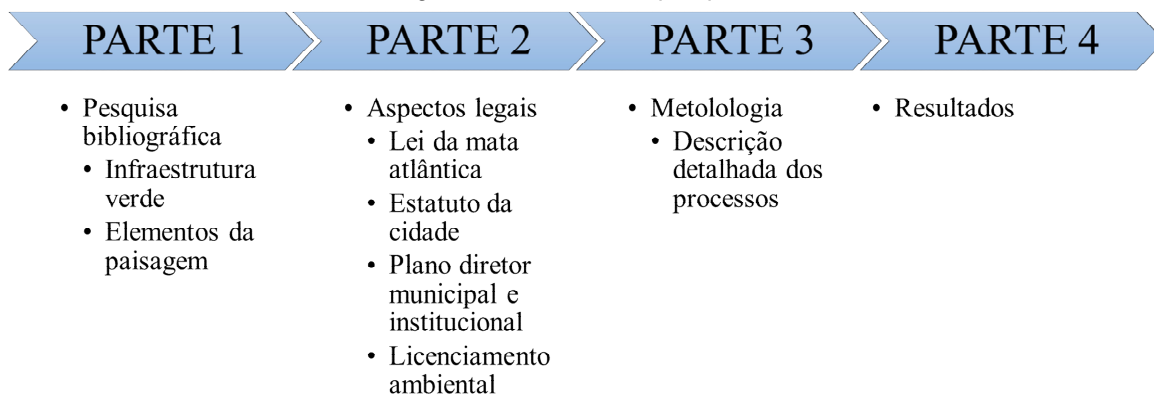 PARTE 1
PARTE 2
PARTE 3
PARTE 4
• Pesquisa
bibliográfica
• Infraestrutura
verde
• Elementos da
paisagem
• Aspectos legais
• Lei da mata
atlântica
• Estatuto da
cidade
• Plano diretor
municipal e
institucional
• Licenciamento
ambiental
• Metolologia
• Descrição
detalhada dos
processos
• Resultados